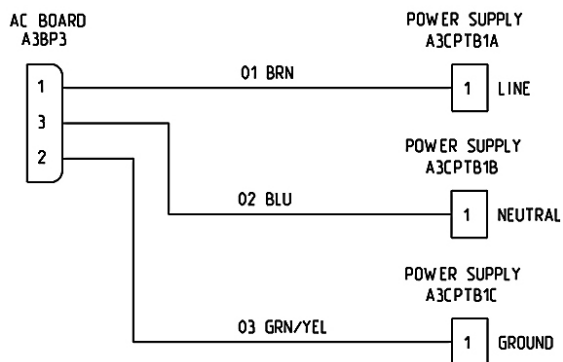 AC BOARD
A3BP3
1
3
2
01 BRN
02 BLU
03 GRN/YEL
POWER SUPPLY
A3CPTB1A
1 LINE
POWER SUPPLY
A3CPTB1B
1 NEUTRAL
POWER SUPPLY
A3CPTB1C
1 GROUND